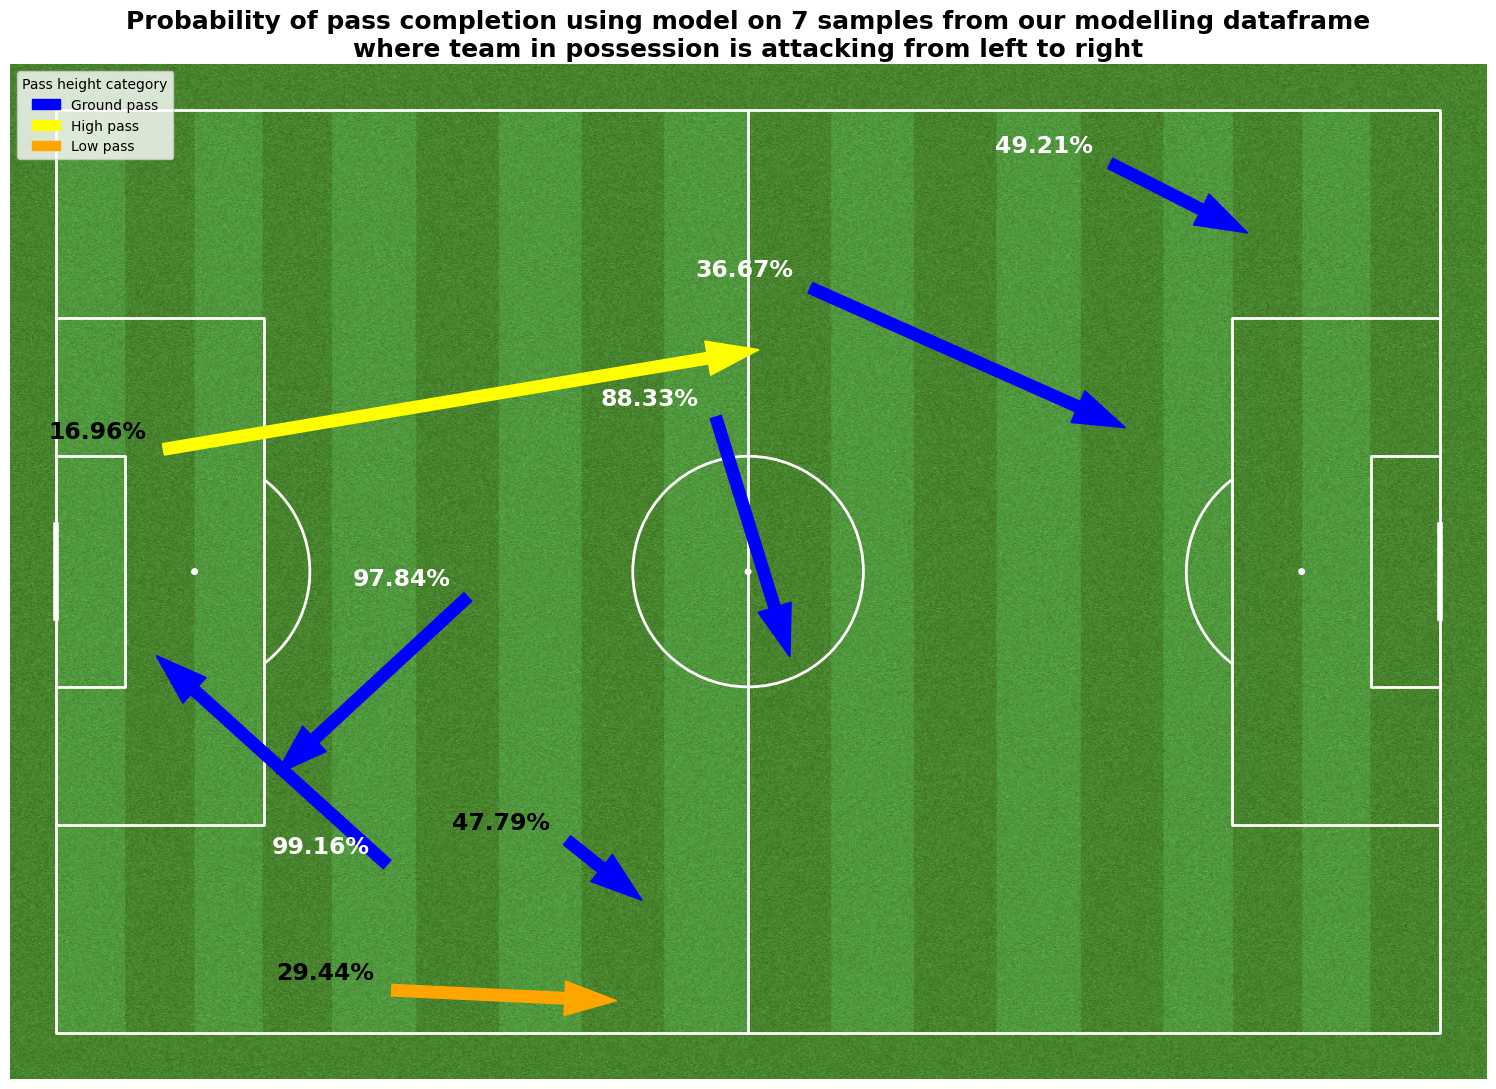 Probability of pass completion using model on 7 samples from our modelling dataframe
where team in possession is attacking from left to right
Pass height category
Ground pass
High pass
Low pass
49.21%
36.67%
88.33%
16.96%
97.84%
47.79%
99.16%
29.44%